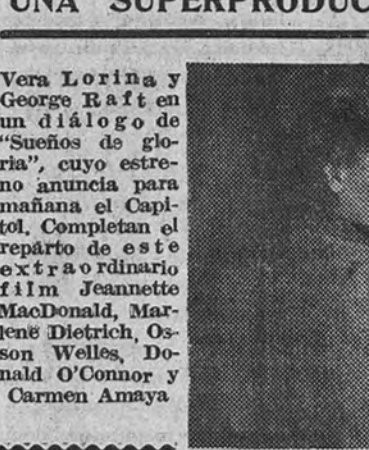 UNA SUPERPRODUC
Vera Lorina y
George Raft en
un diálogo de
“Sueños de glo-
ria”, cuyo estre-
no anuncia para
mañana el Capi-
tol. Completan el
reparto de este
extraordinario
film Jeannette
MacDonald, Mar-
lene Dietrich, Os-
son Welles, Do-
nald O’Connor y
Carmen Amaya